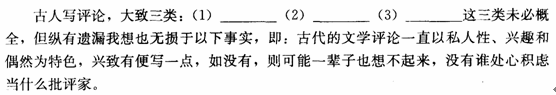 古人写评论，大致三类：（1）________（2）________（3）________这三类未必概
全，但纵有遗漏我想也无损于以下事实，即：古代的文学评论一直以私人性、兴趣和
偶然为特色，兴致有便写一点，如没有，则可能一辈子也想不起来，没有谁处心积虑
当什么批评家。